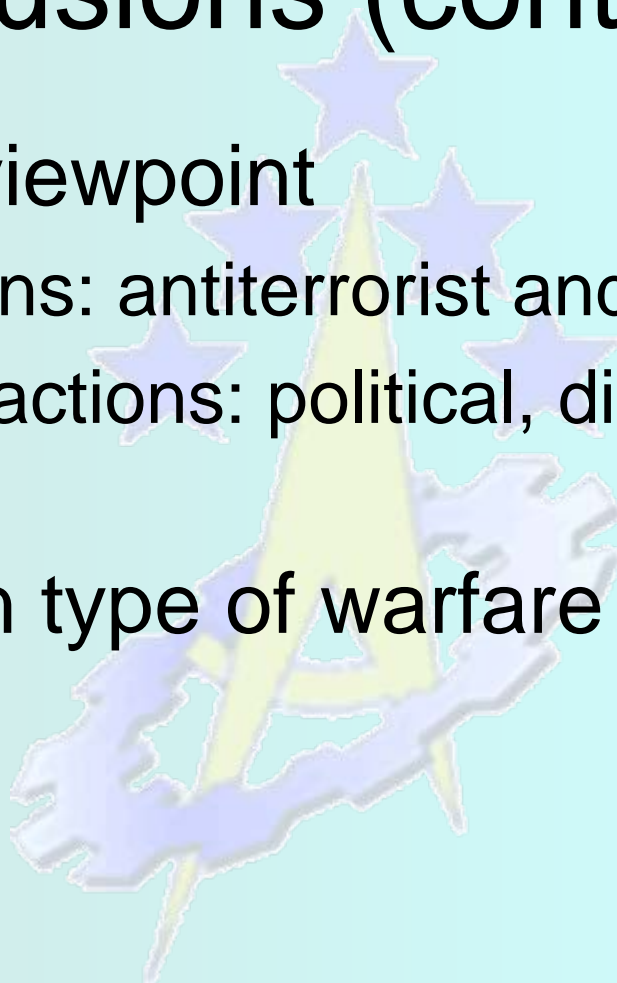 usions (cont
viewpoint
ns: antiterrorist and
actions: political, di
n type of warfare